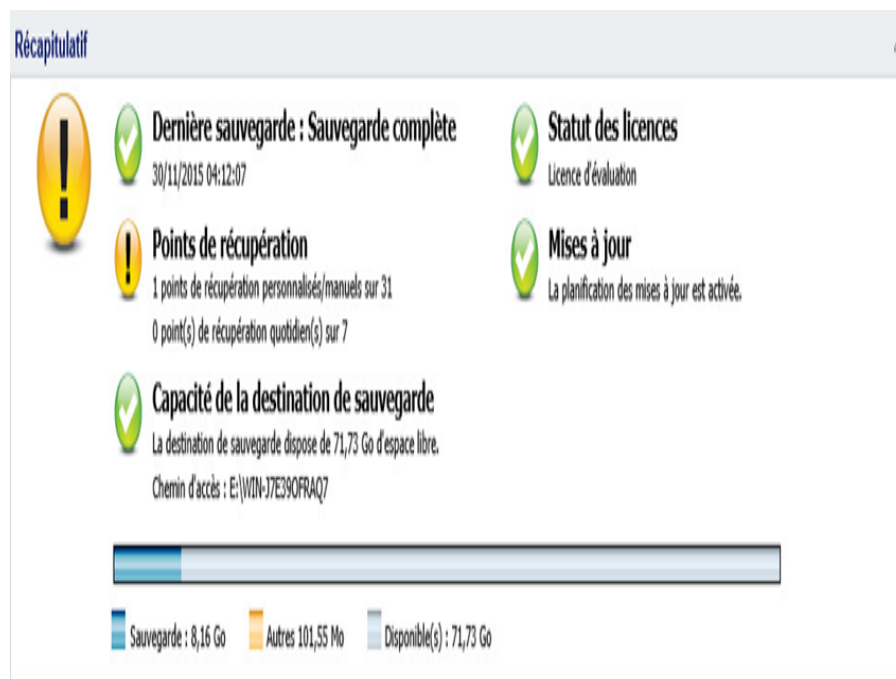 Récapitulatif
Dernière sauvegarde : Sauvegarde complète
30/11/2015 04:12:07
Statut des licences
Licence d'évaluation
Points de récupération
1 points de récupération personnalisés/manuels sur 31
0 point(s) de récupération quotidien(s) sur 7
Mises à jour
La planification des mises à jour est activée.
Capacité de la destination de sauvegarde
La destination de sauvegarde dispose de 71,73 Go d'espace libre.
Chemin d'accès : E:\WIN-J7E39OFRAQ7
Sauvegarde : 8,16 Go Autres 101,55 Mo Disponible(s) : 71,73 Go